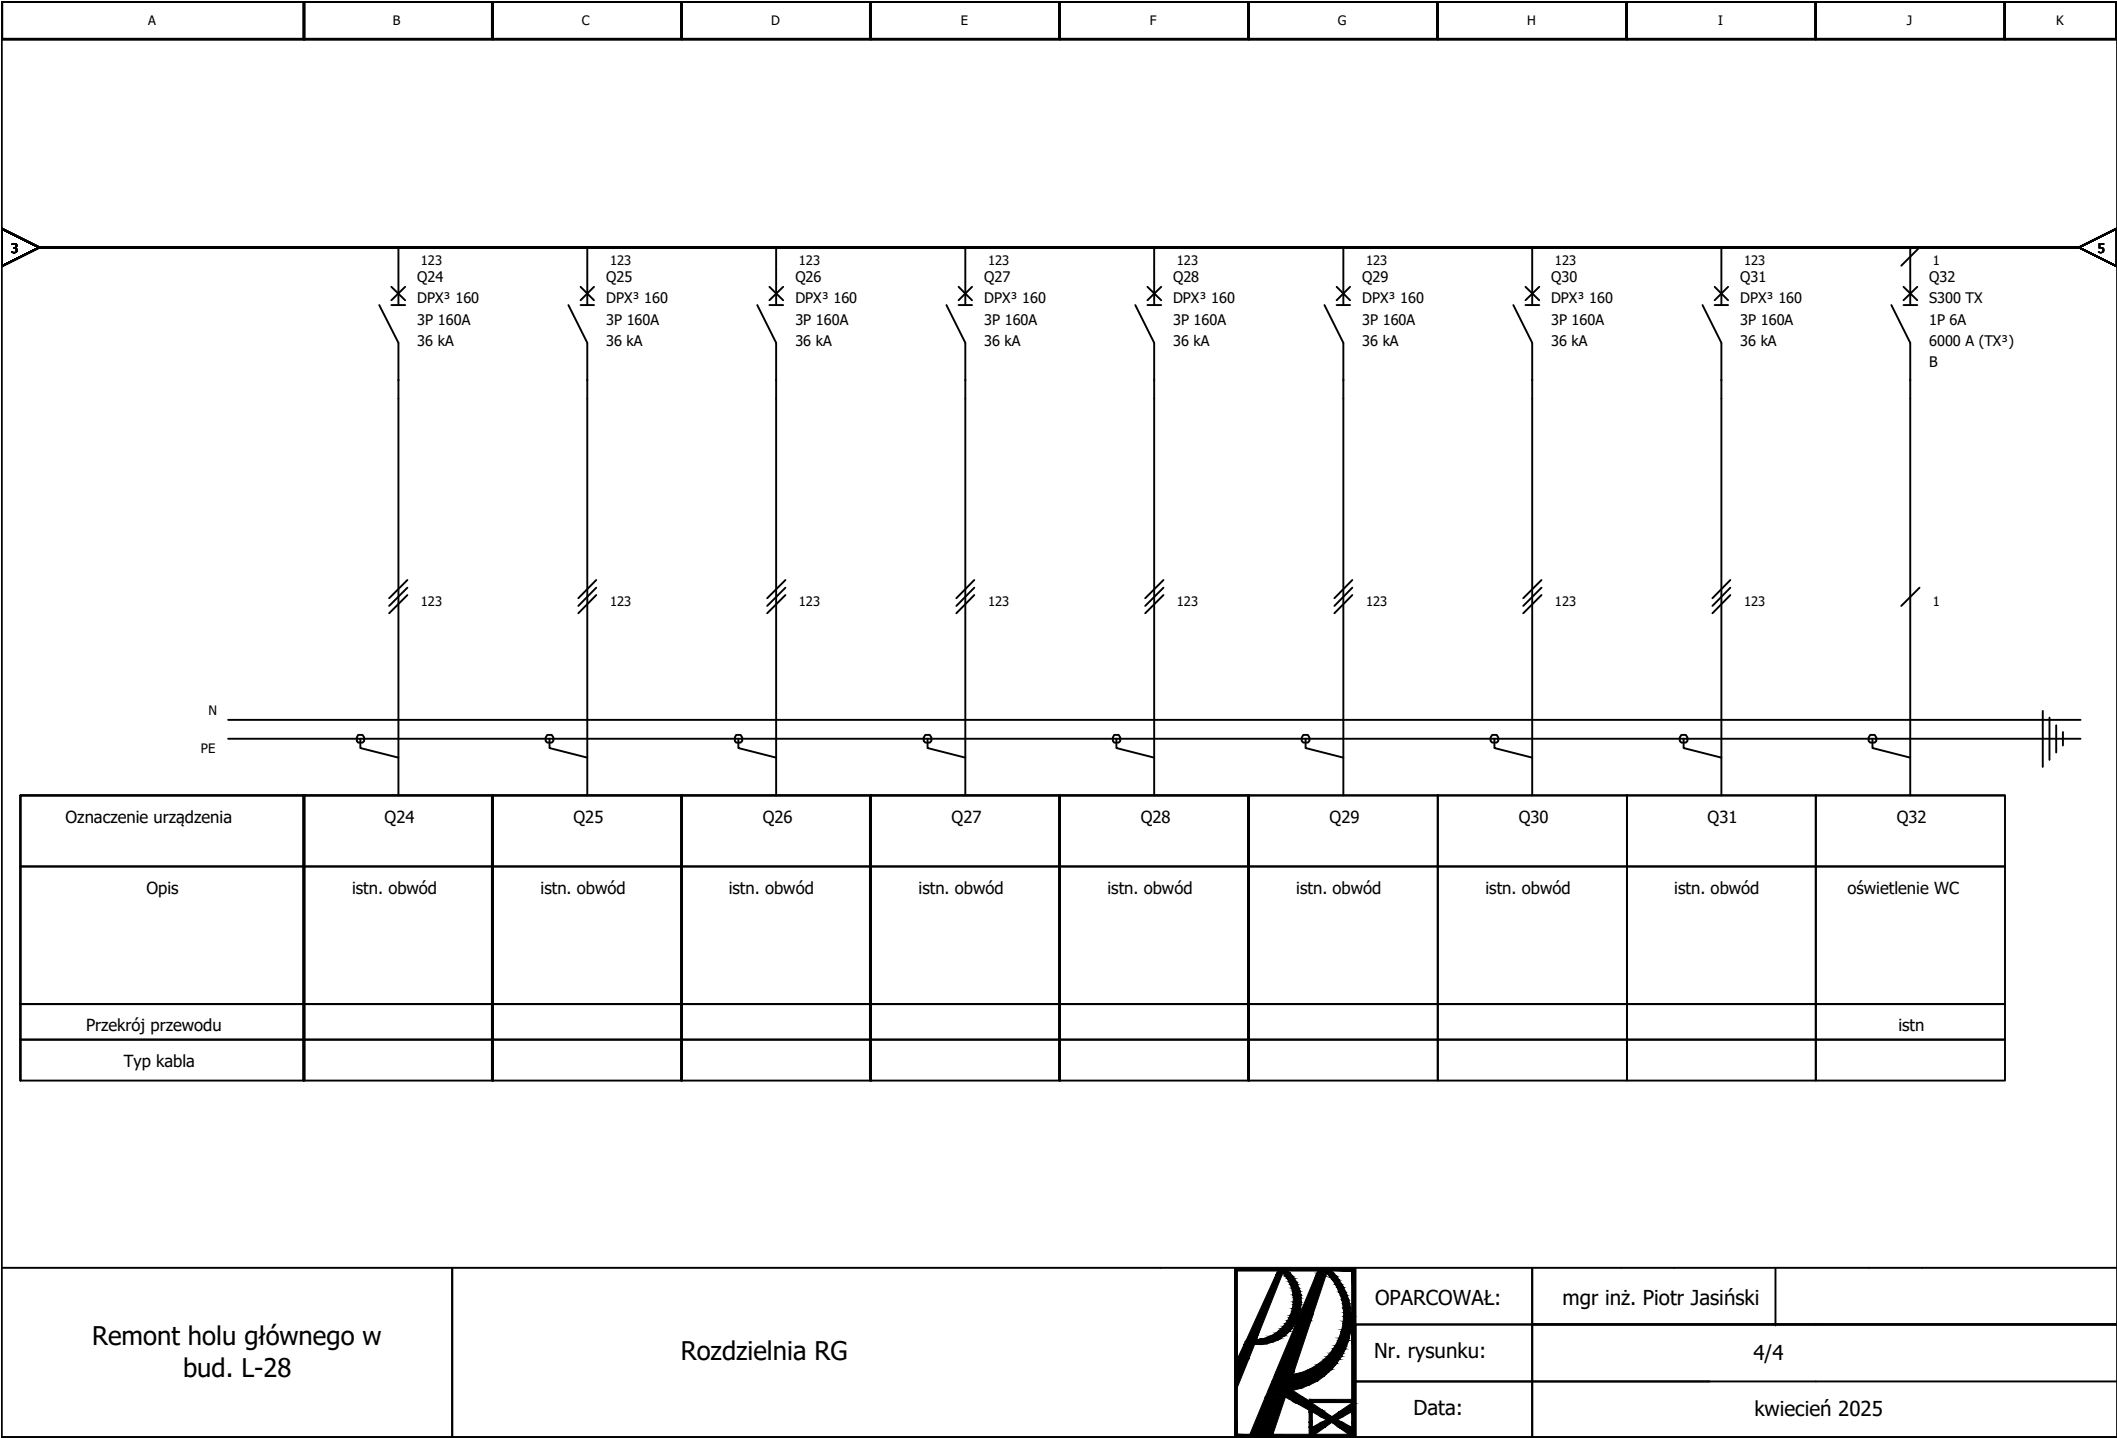 A B C D E F G H I J K
3 5
123 123 123 123 123 123 123 123 1
Q24 Q25 Q26 Q27 Q28 Q29 Q30 Q31 Q32
DPX³ 160 DPX³ 160 DPX³ 160 DPX³ 160 DPX³ 160 DPX³ 160 DPX³ 160 DPX³ 160 S300 TX
3P 160A 3P 160A 3P 160A 3P 160A 3P 160A 3P 160A 3P 160A 3P 160A 1P 6A
36 kA 36 kA 36 kA 36 kA 36 kA 36 kA 36 kA 36 kA 6000 A (TX³)
B
123 123 123 123 123 123 123 123 1
N
PE
Oznaczenie urządzenia Q24 Q25 Q26 Q27 Q28 Q29 Q30 Q31 Q32
Opis istn. obwód istn. obwód istn. obwód istn. obwód istn. obwód istn. obwód istn. obwód istn. obwód oświetlenie WC
Przekrój przewodu istn
Typ kabla
Remont holu głównego w
bud. L-28
Rozdzielnia RG
OPARCOWAŁ: mgr inż. Piotr Jasiński
Nr. rysunku: 4/4
Data: kwiecień 2025